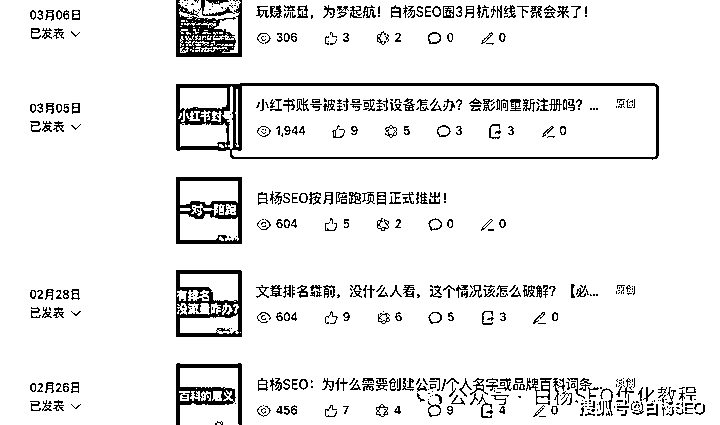 玩赚流量，为梦起航！白杨SEO圈3月杭州线下聚会来了！
03月06日
已发表
306 3 2 0 0
03月05日
已发表
小红书封号
小红书账号被封号或封设备怎么办？会影响重新注册吗？... 原创
1,944 9 5 3 3 0
一对一陪跑
白杨SEO按月陪跑项目正式推出！
604 5 2 0 0
02月28日
已发表
有排名
没流量咋办？
文章排名靠前，没什么人看，这个情况该怎么破解？【必... 原创
604 9 6 5 3 0
02月26日
已发表
百科的意义
白杨SEO：为什么需要创建公司/个人名字或品牌百科词条... 原创
456 7 4 9 4 0
公众号 · 白杨SEO优化教程
搜狐号@白杨SEO